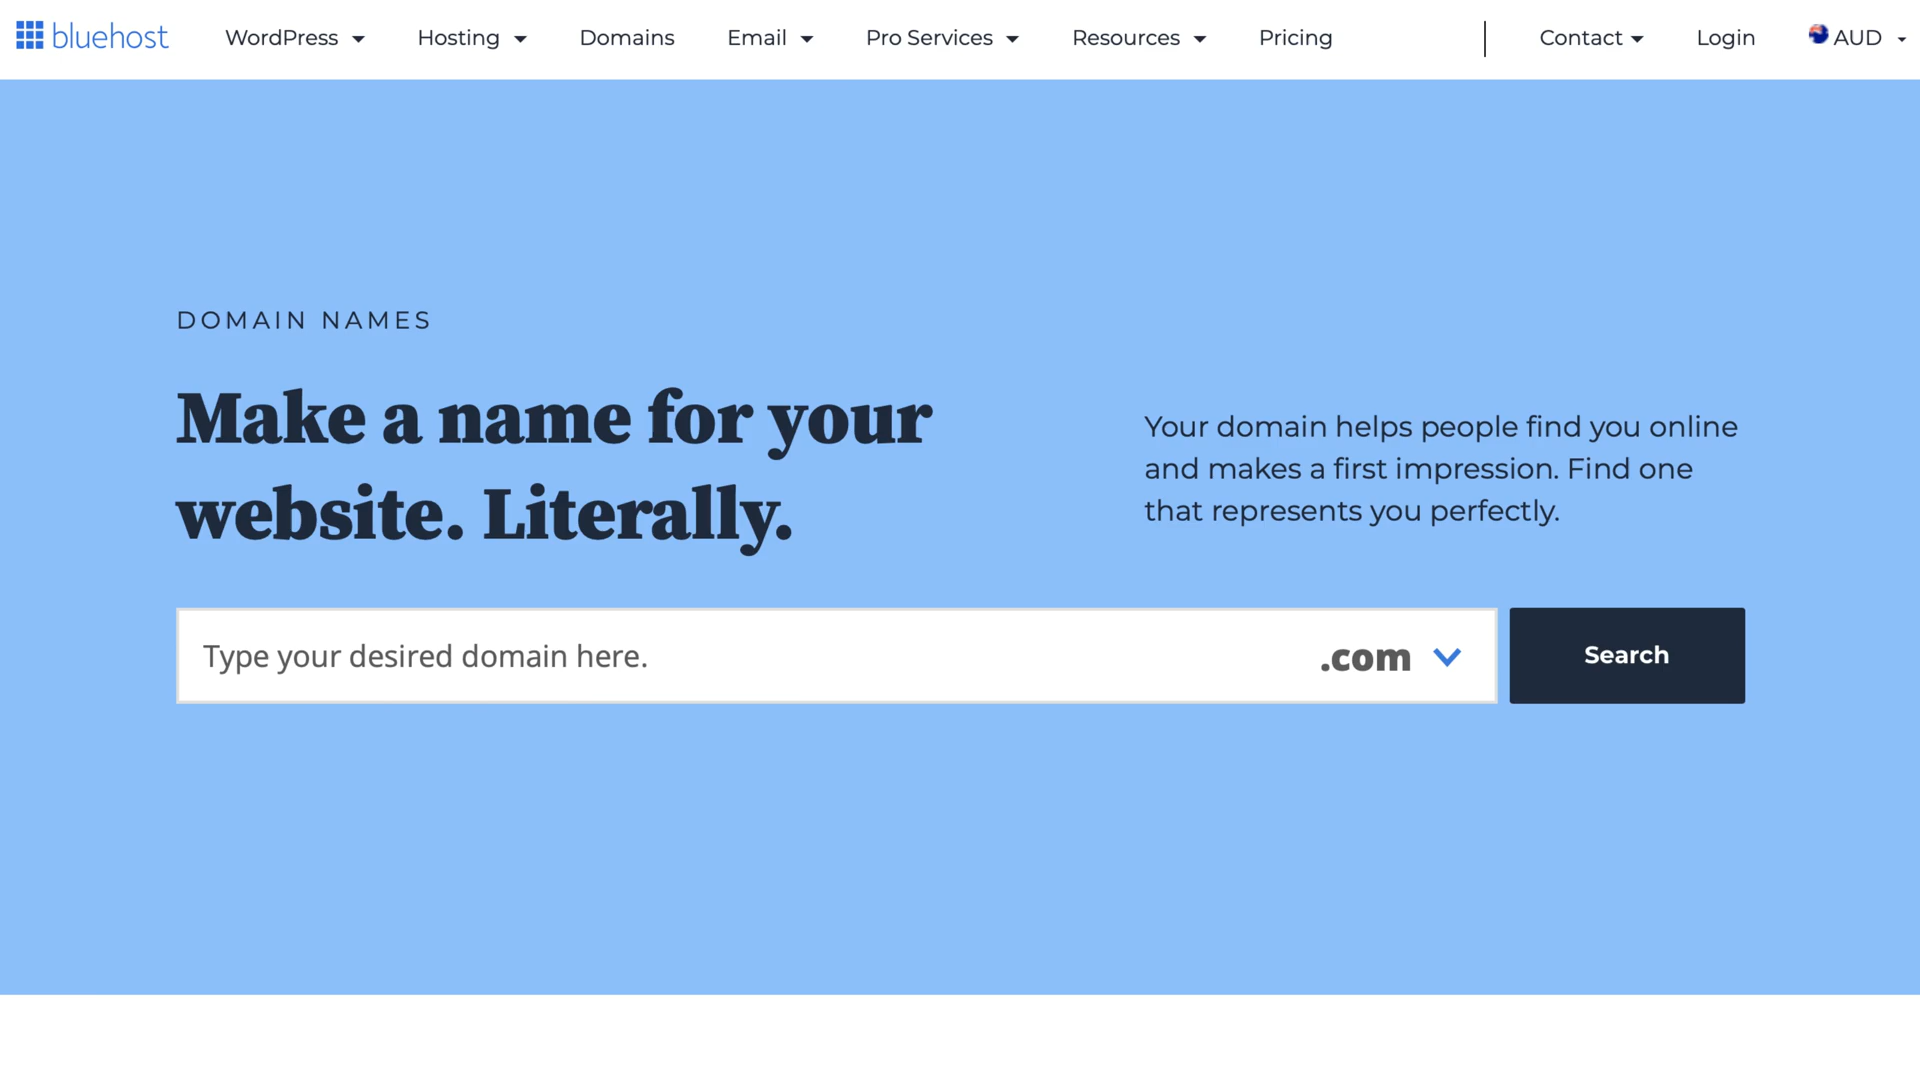 bluehost
WordPress
Hosting
Domains
Email
Pro Services
Resources
Pricing
Contact
Login
AUD
DOMAIN NAMES
Make a name for your
website. Literally.
Your domain helps people find you online
and makes a first impression. Find one
that represents you perfectly.
Type your desired domain here.
.com
Search